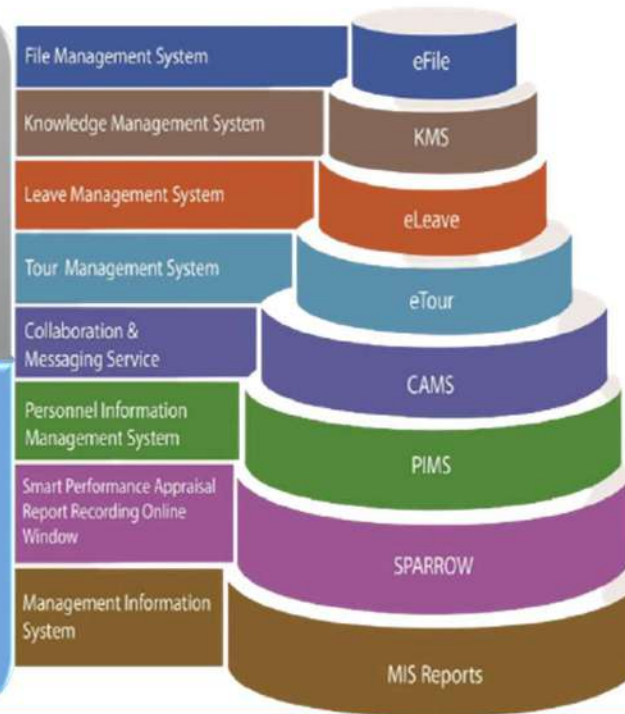 File Management System
eFile
Knowledge Management System
KMS
Leave Management System
eLeave
Tour Management System
eTour
Collaboration &
Messaging Service
CAMS
Personnel Information
Management System
PIMS
Smart Performance Appraisal
Report Recording Online
Window
SPARROW
Management Information
System
MIS Reports